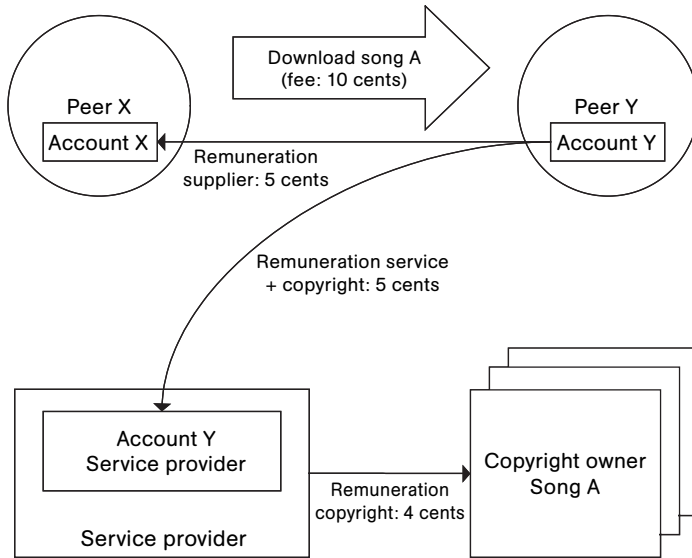 Download song A
(fee: 10 cents)
Peer X
Account X
Peer Y
Account Y
Remuneration
supplier: 5 cents
Remuneration service
+ copyright: 5 cents
Account Y
Service provider
Service provider
Remuneration
copyright: 4 cents
Copyright owner
Song A